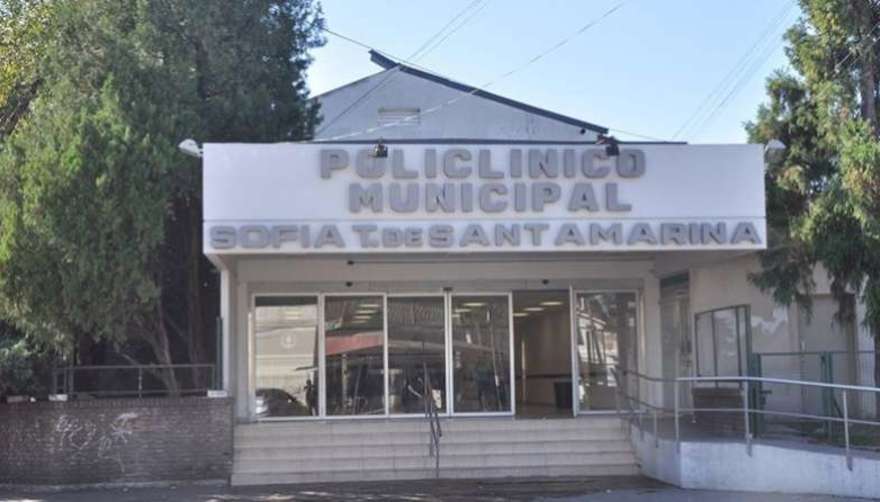 POLICLINICO
MUNICIPAL
SOFIA T. DE SANTAMARINA